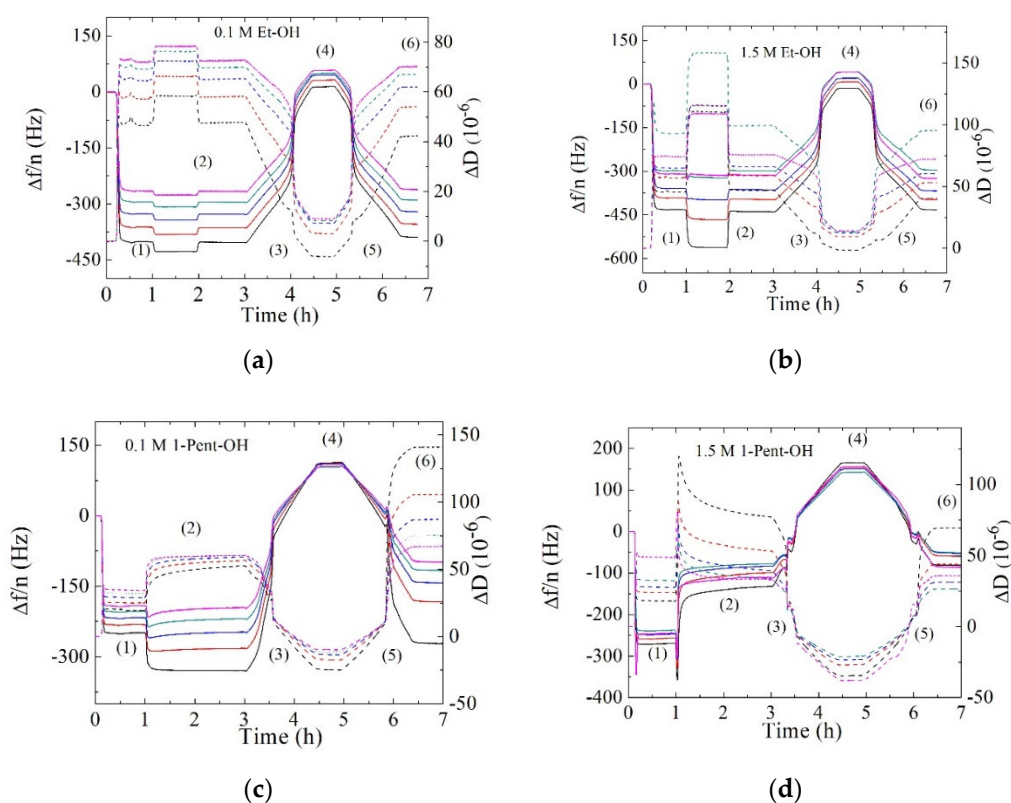 0.1 M Et-OH
(4)
(6)
(2)
(1)
(3)
(5)
150
0
-150
-300
-450
80
60
40
20
0
Δf/n (Hz)
ΔD (10-6)
0 1 2 3 4 5 6 7
Time (h)
(a)
1.5 M Et-OH
(4)
(6)
(1)
(2)
(3)
(5)
150
0
-150
-300
-450
-600
150
100
50
0
Δf/n (Hz)
ΔD (10-6)
0 1 2 3 4 5 6 7
Time (h)
(b)
0.1 M 1-Pent-OH
(4)
(6)
(2)
(1)
(3)
(5)
150
0
-150
-300
150
100
50
0
-50
Δf/n (Hz)
ΔD (10-6)
0 1 2 3 4 5 6 7
Time (h)
(c)
1.5 M 1-Pent-OH
(4)
(6)
(1)
(2)
(3)
(5)
200
100
0
-100
-200
-300
-400
100
50
0
Δf/n (Hz)
ΔD (10-6)
0 1 2 3 4 5 6 7
Time (h)
(d)